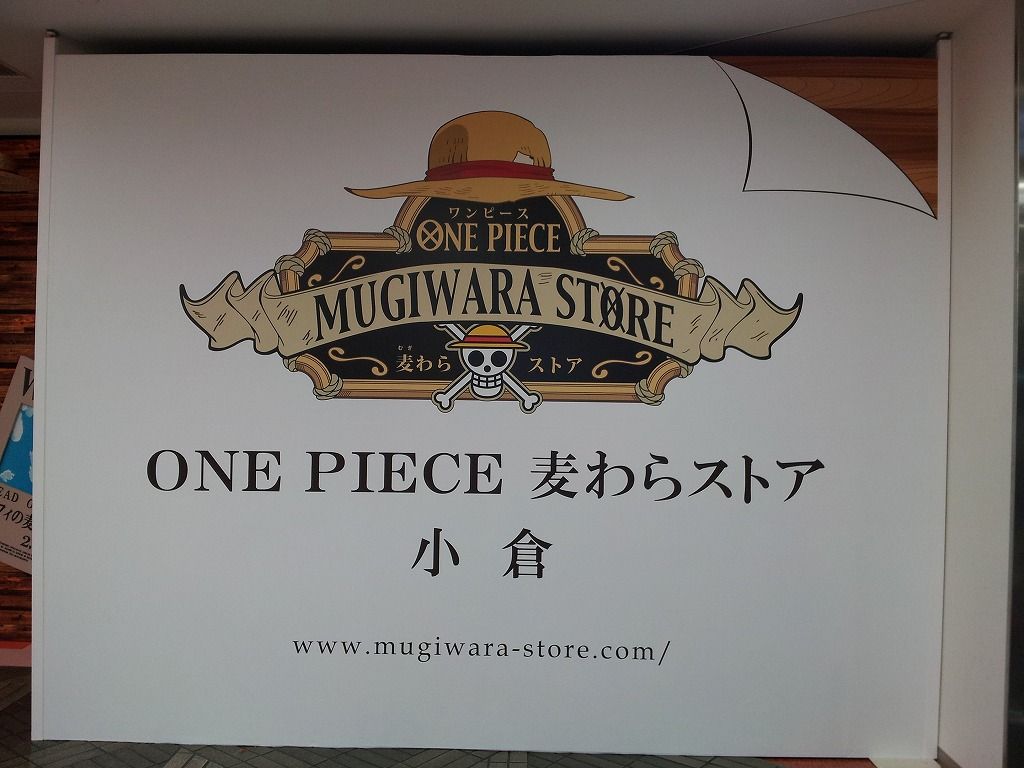 ワンピース
ONE PIECE
MUGIWARA STORE
むぎ
麦わら ストア
ONE PIECE 麦わらストア
小倉
www.mugiwara-store.com/